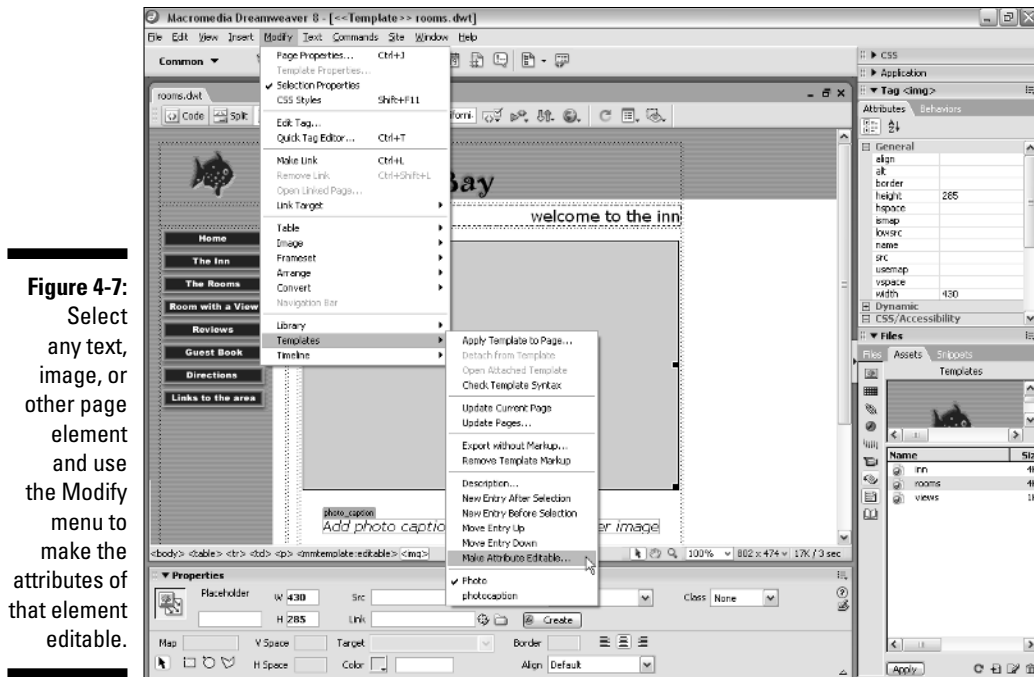 Macromedia Dreamweaver 8 - [<<Template>> rooms.dwt]
File Edit View Insert Modify Text Commands Site Window Help
Common
Page Properties... Ctrl+J
Template Properties...
Selection Properties
CSS Styles Shift+F11
Edit Tag...
Quick Tag Editor... Ctrl+T
Make Link Ctrl+L
Remove Link Ctrl+Shift+L
Open Linked Page...
Link Target
Table
Image
Frameset
Arrange
Convert
Navigation Bar
Library
Templates
Timeline
Apply Template to Page...
Detach from Template
Open Attached Template
Check Template Syntax
Update Current Page
Update Pages...
Export without Markup...
Remove Template Markup
Description...
New Entry After Selection
New Entry Before Selection
Move Entry Up
Move Entry Down
Make Attribute Editable...
Photo
photocaption
rooms.dwt
Code Split
Bay
welcome to the inn
Home
The Inn
The Rooms
Room with a View
Reviews
Guest Book
Directions
Links to the area
photo_caption
Add photo captio
er image
<body> <table> <tr> <td> <p> <mmtemplate:editable> <img>
100% 802 x 474 17K / 3 sec
Properties
Placeholder W 430 Src
Class None
H 285 Link
Create
Map V Space Target Border
H Space Color Align Default
CSS
Application
Tag <img>
Attributes Behaviors
General
align
alt
border
height 285
hspace
ismap
lowsrc
name
src
usemap
vspace
width 430
Dynamic
CSS/Accessibility
Files
Files Assets Snippets
Templates
Name Siz
inn 4K
rooms 4K
views 1K
Apply
Figure 4-7:
Select
any text,
image, or
other page
element
and use
the Modify
menu to
make the
attributes of
that element
editable.